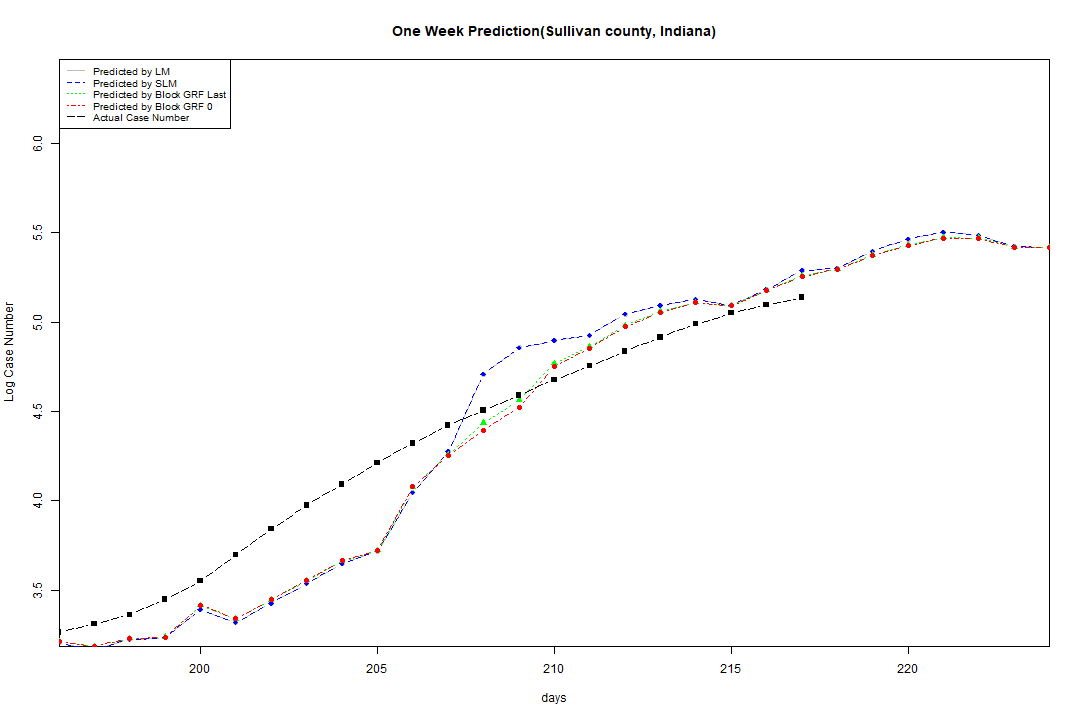 One Week Prediction(Sullivan county, Indiana)
Predicted by LM
Predicted by SLM
Predicted by Block GRF Last
Predicted by Block GRF 0
Actual Case Number
6.0
5.5
5.0
4.5
4.0
3.5
Log Case Number
200 205 210 215 220
days